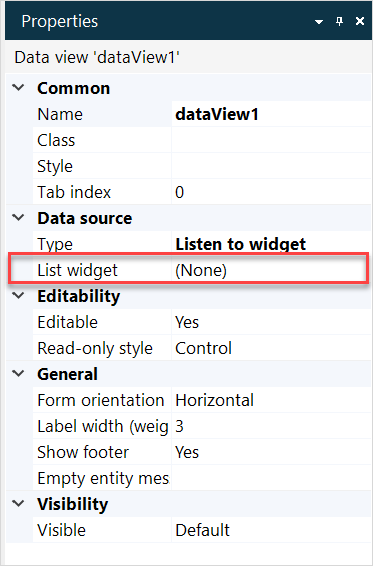 Properties
Data view 'dataView1'
Common
Name dataView1
Class
Style
Tab index 0
Data source
Type Listen to widget
List widget (None)
Editability
Editable Yes
Read-only style Control
General
Form orientation Horizontal
Label width (weig 3
Show footer Yes
Empty entity mes
Visibility
Visible Default